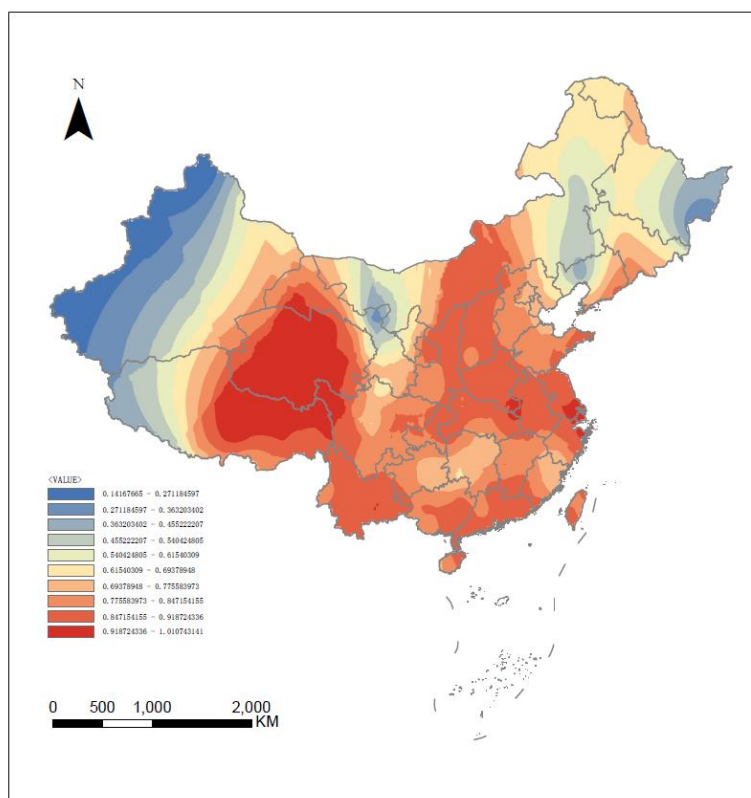 N
<VALUE>
0.14167665 - 0.271184597
0.271184597 - 0.363203402
0.363203402 - 0.455222207
0.455222207 - 0.540424805
0.540424805 - 0.61540309
0.61540309 - 0.69378948
0.69378948 - 0.775583973
0.775583973 - 0.847154155
0.847154155 - 0.918724336
0.918724336 - 1.010743141
0 500 1,000 2,000
KM